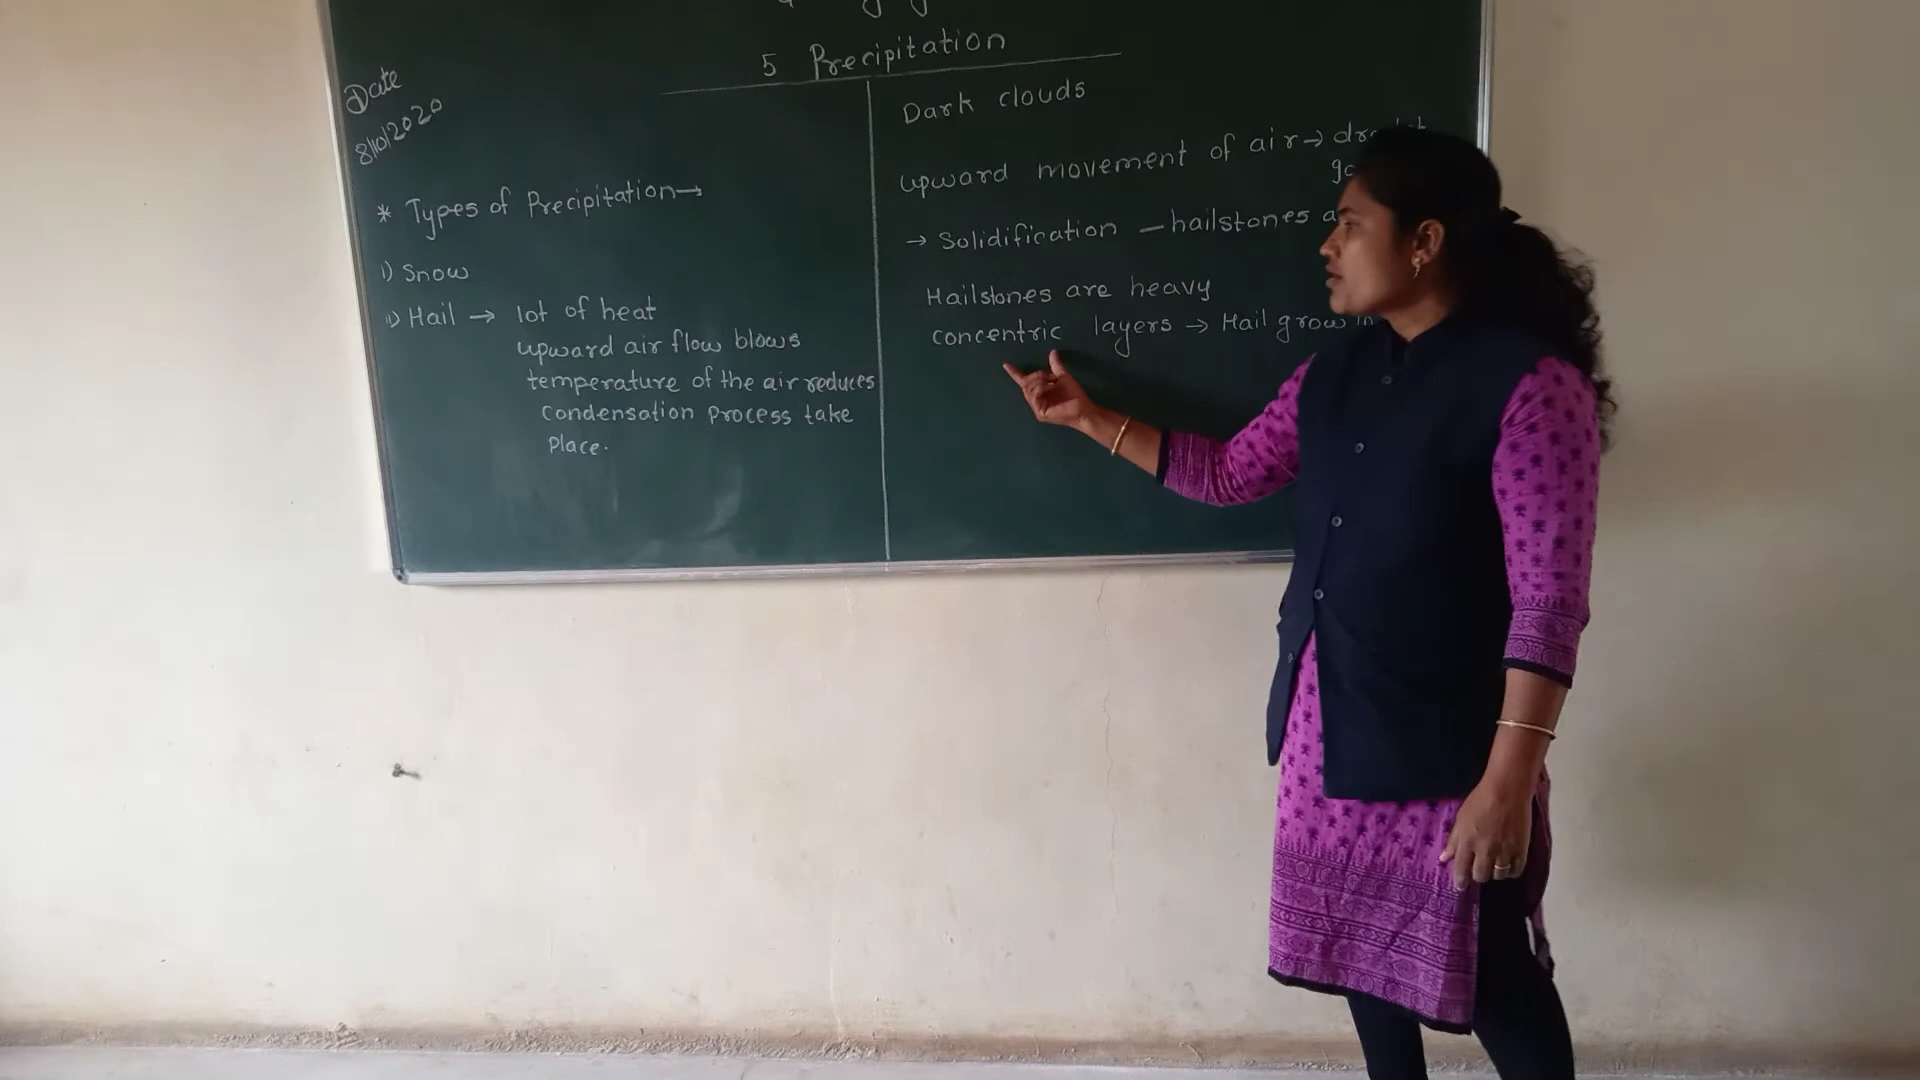 5 Precipitation
Date
8/10/2020
* Types of Precipitation→
i) Snow
ii) Hail → lot of heat
upward air flow blows
temperature of the air reduces
condensation process take
place.
Dark clouds
upward movement of air→
→ Solidification — hailstones
Hailstones are heavy
concentric layers → Hail grow in